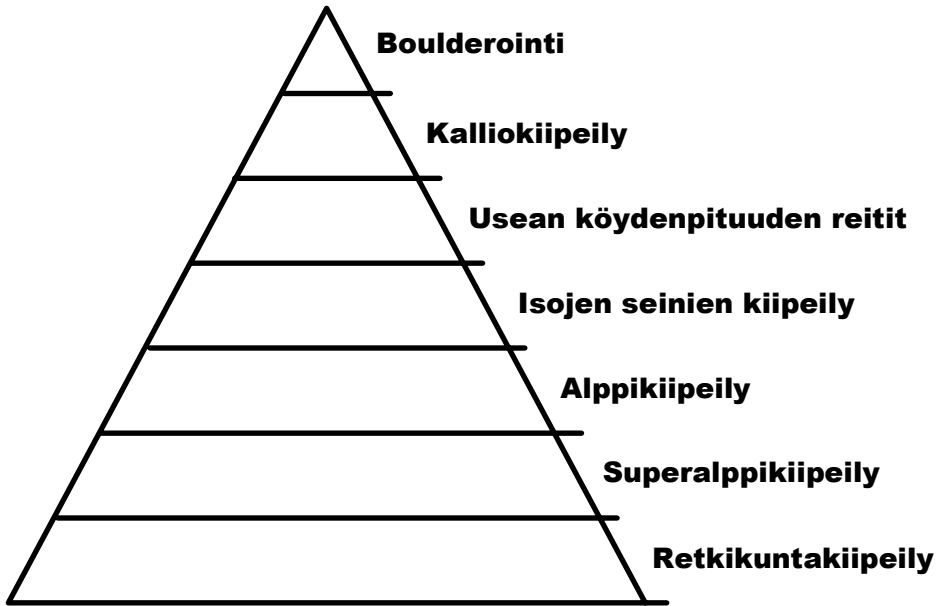 Boulderointi
Kalliokiipeily
Usean köydenpituuden reitit
Isojen seinien kiipeily
Alppikiipeily
Superalppikiipeily
Retkikuntakiipeily